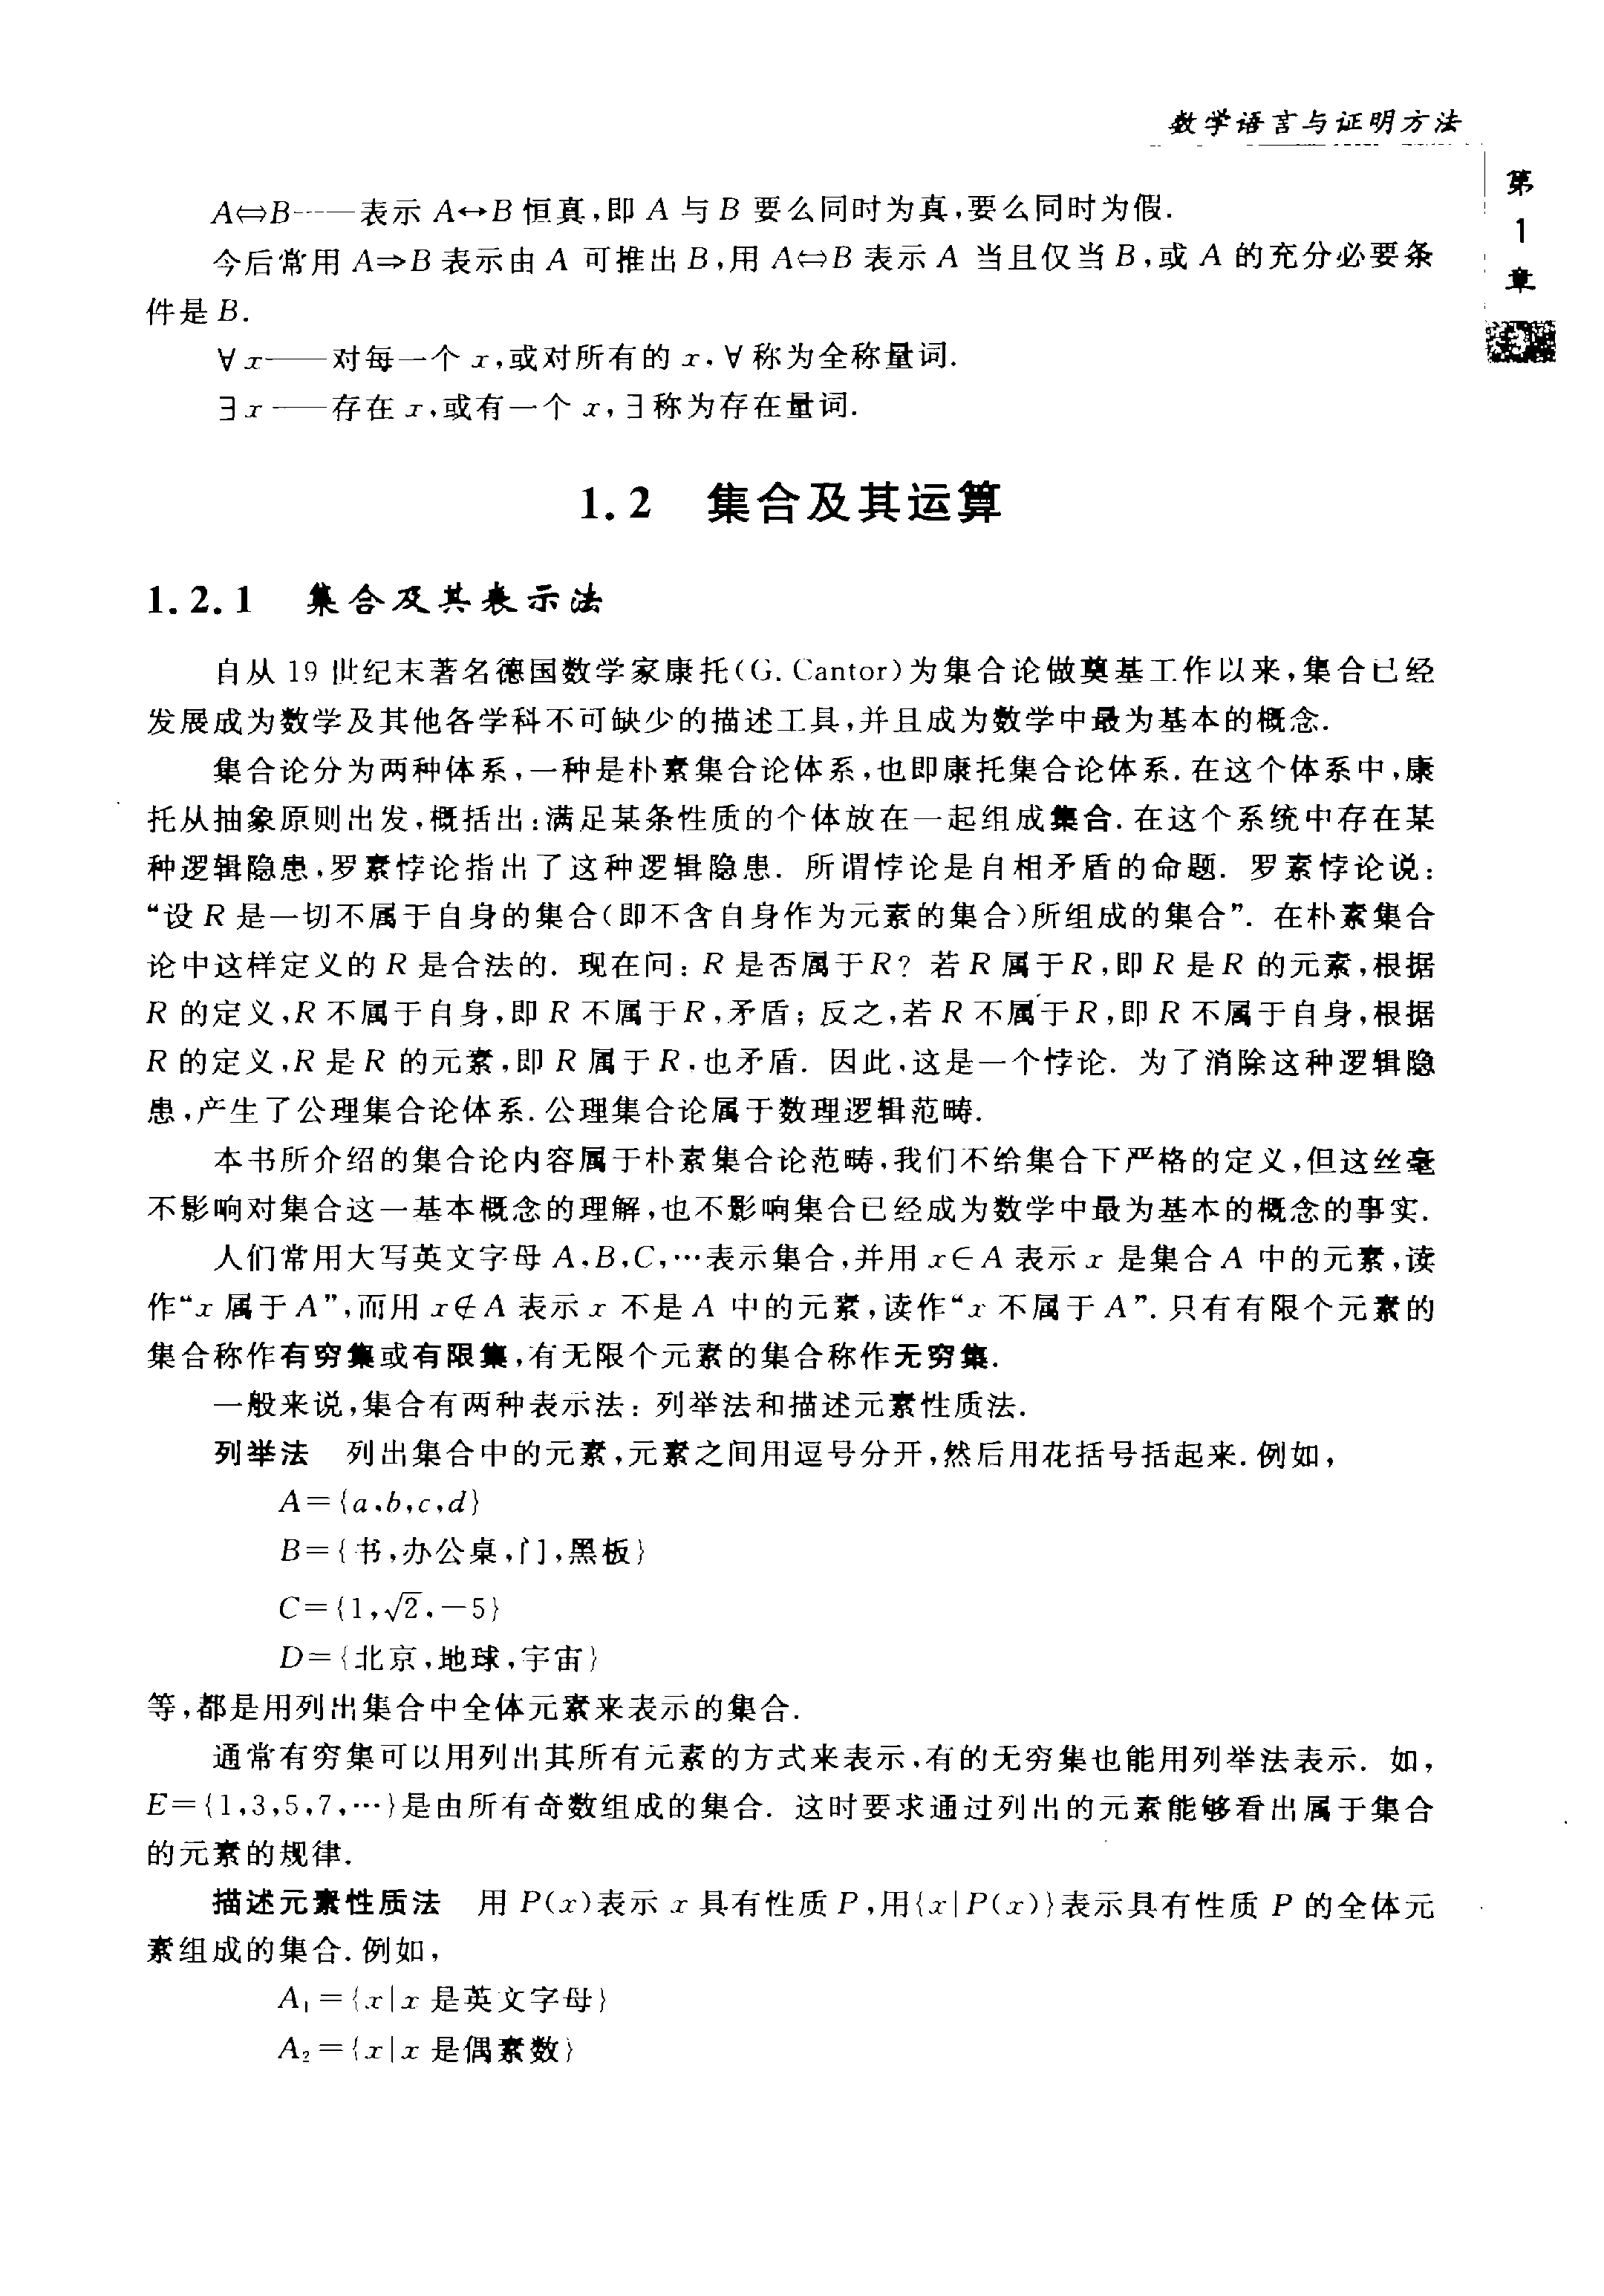 数学语言与证明方法
第
1
章
A⇔B——表示 A↔B 恒真,即 A 与 B 要么同时为真,要么同时为假.
今后常用 A⇒B 表示由 A 可推出 B,用 A⇔B 表示 A 当且仅当 B,或 A 的充分必要条
件是 B.
∀x——对每一个 x,或对所有的 x,∀称为全称量词.
∃x——存在 x,或有一个 x,∃称为存在量词.
1.2 集合及其运算
1.2.1 集合及其表示法
自从 19 世纪末著名德国数学家康托(G. Cantor)为集合论做奠基工作以来,集合已经
发展成为数学及其他各学科不可缺少的描述工具,并且成为数学中最为基本的概念.
集合论分为两种体系,一种是朴素集合论体系,也即康托集合论体系.在这个体系中,康
托从抽象原则出发,概括出:满足某条性质的个体放在一起组成集合.在这个系统中存在某
种逻辑隐患,罗素悖论指出了这种逻辑隐患. 所谓悖论是自相矛盾的命题. 罗素悖论说:
“设 R 是一切不属于自身的集合(即不含自身作为元素的集合)所组成的集合”. 在朴素集合
论中这样定义的 R 是合法的. 现在问: R 是否属于R? 若 R 属于R,即 R 是R 的元素,根据
R 的定义,R 不属于自身,即 R 不属于R,矛盾; 反之,若 R 不属于R,即 R 不属于自身,根据
R 的定义,R 是 R 的元素,即 R 属于 R,也矛盾. 因此,这是一个悖论. 为了消除这种逻辑隐
患,产生了公理集合论体系.公理集合论属于数理逻辑范畴.
本书所介绍的集合论内容属于朴素集合论范畴,我们不给集合下严格的定义,但这丝毫
不影响对集合这一基本概念的理解,也不影响集合已经成为数学中最为基本的概念的事实.
人们常用大写英文字母 A,B,C,…表示集合,并用 x∈A 表示 x 是集合 A 中的元素,读
作“x 属于 A”,而用 x∉A 表示 x 不是 A 中的元素,读作“x 不属于 A”.只有有限个元素的
集合称作有穷集或有限集,有无限个元素的集合称作无穷集.
一般来说,集合有两种表示法: 列举法和描述元素性质法.
列举法 列出集合中的元素,元素之间用逗号分开,然后用花括号括起来.例如,
A={a,b,c,d}
B={书,办公桌,门,黑板}
C={1,√2,-5}
D={北京,地球,宇宙}
等,都是用列出集合中全体元素来表示的集合.
通常有穷集可以用列出其所有元素的方式来表示,有的无穷集也能用列举法表示. 如,
E={1,3,5,7,…}是由所有奇数组成的集合. 这时要求通过列出的元素能够看出属于集合
的元素的规律.
描述元素性质法 用 P(x)表示 x 具有性质 P,用{x|P(x)}表示具有性质 P 的全体元
素组成的集合.例如,
A₁={x|x 是英文字母}
A₂={x|x 是偶素数}